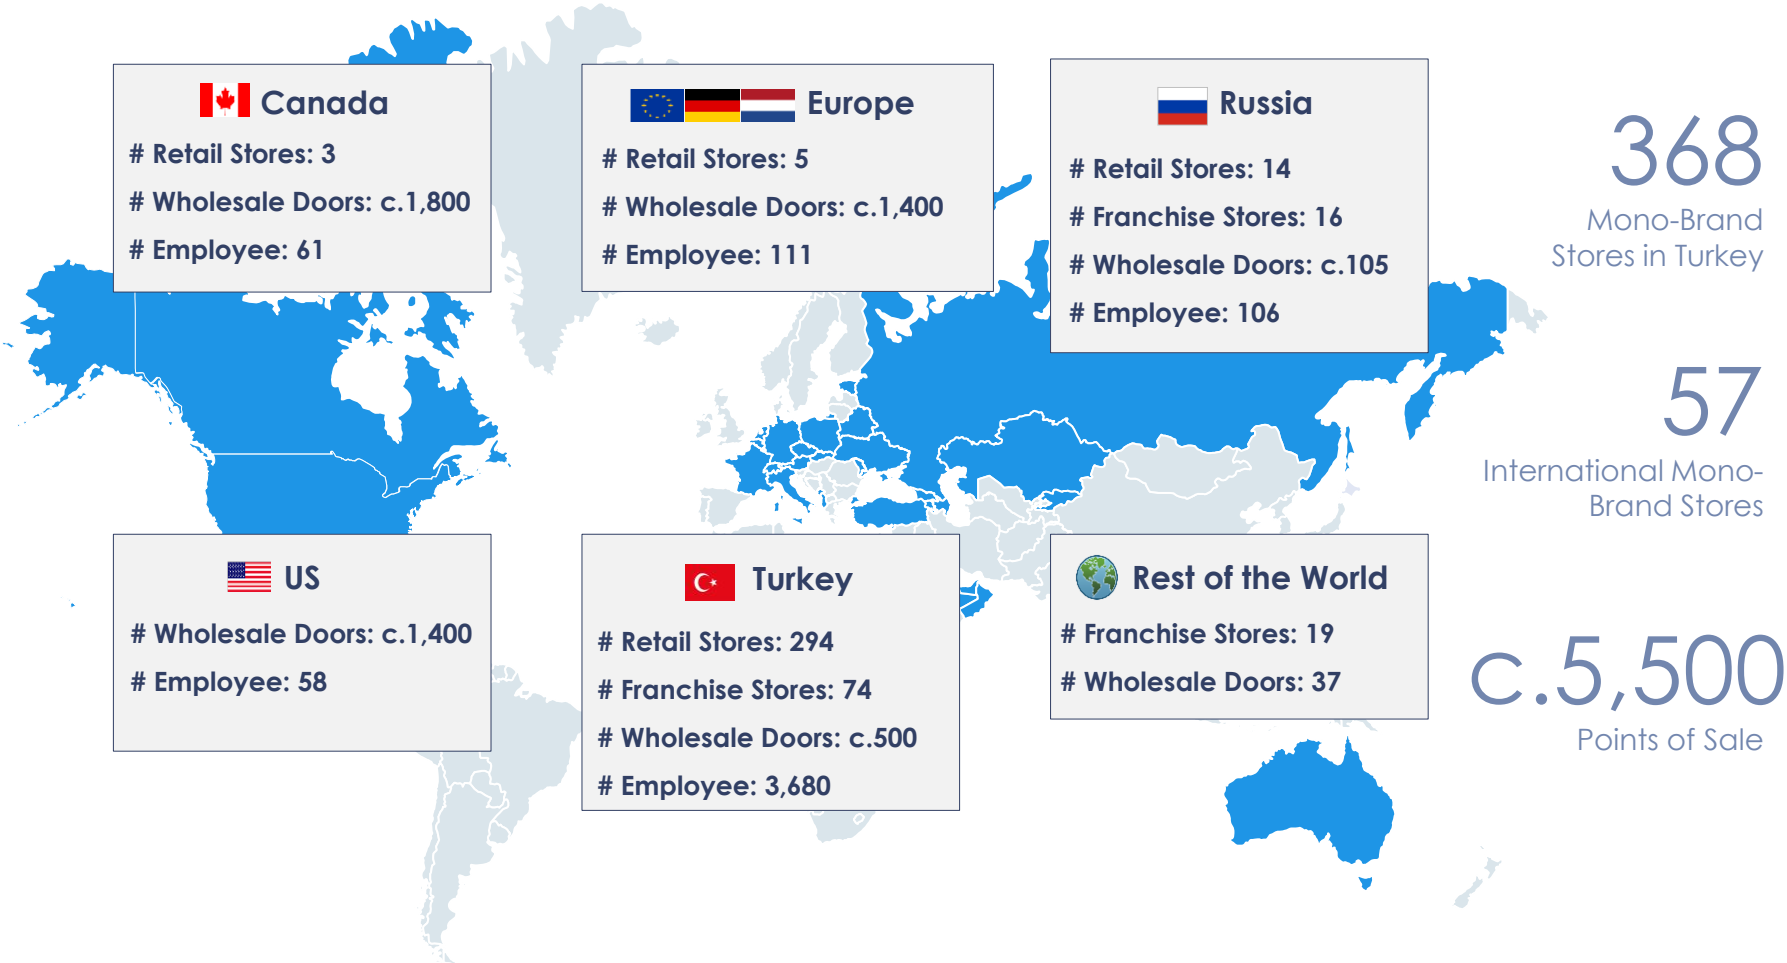 Canada
# Retail Stores: 3
# Wholesale Doors: c.1,800
# Employee: 61
Europe
# Retail Stores: 5
# Wholesale Doors: c.1,400
# Employee: 111
Russia
# Retail Stores: 14
# Franchise Stores: 16
# Wholesale Doors: c.105
# Employee: 106
368
Mono-Brand
Stores in Turkey
57
International Mono-
Brand Stores
US
# Wholesale Doors: c.1,400
# Employee: 58
Turkey
# Retail Stores: 294
# Franchise Stores: 74
# Wholesale Doors: c.500
# Employee: 3,680
Rest of the World
# Franchise Stores: 19
# Wholesale Doors: 37
c.5,500
Points of Sale